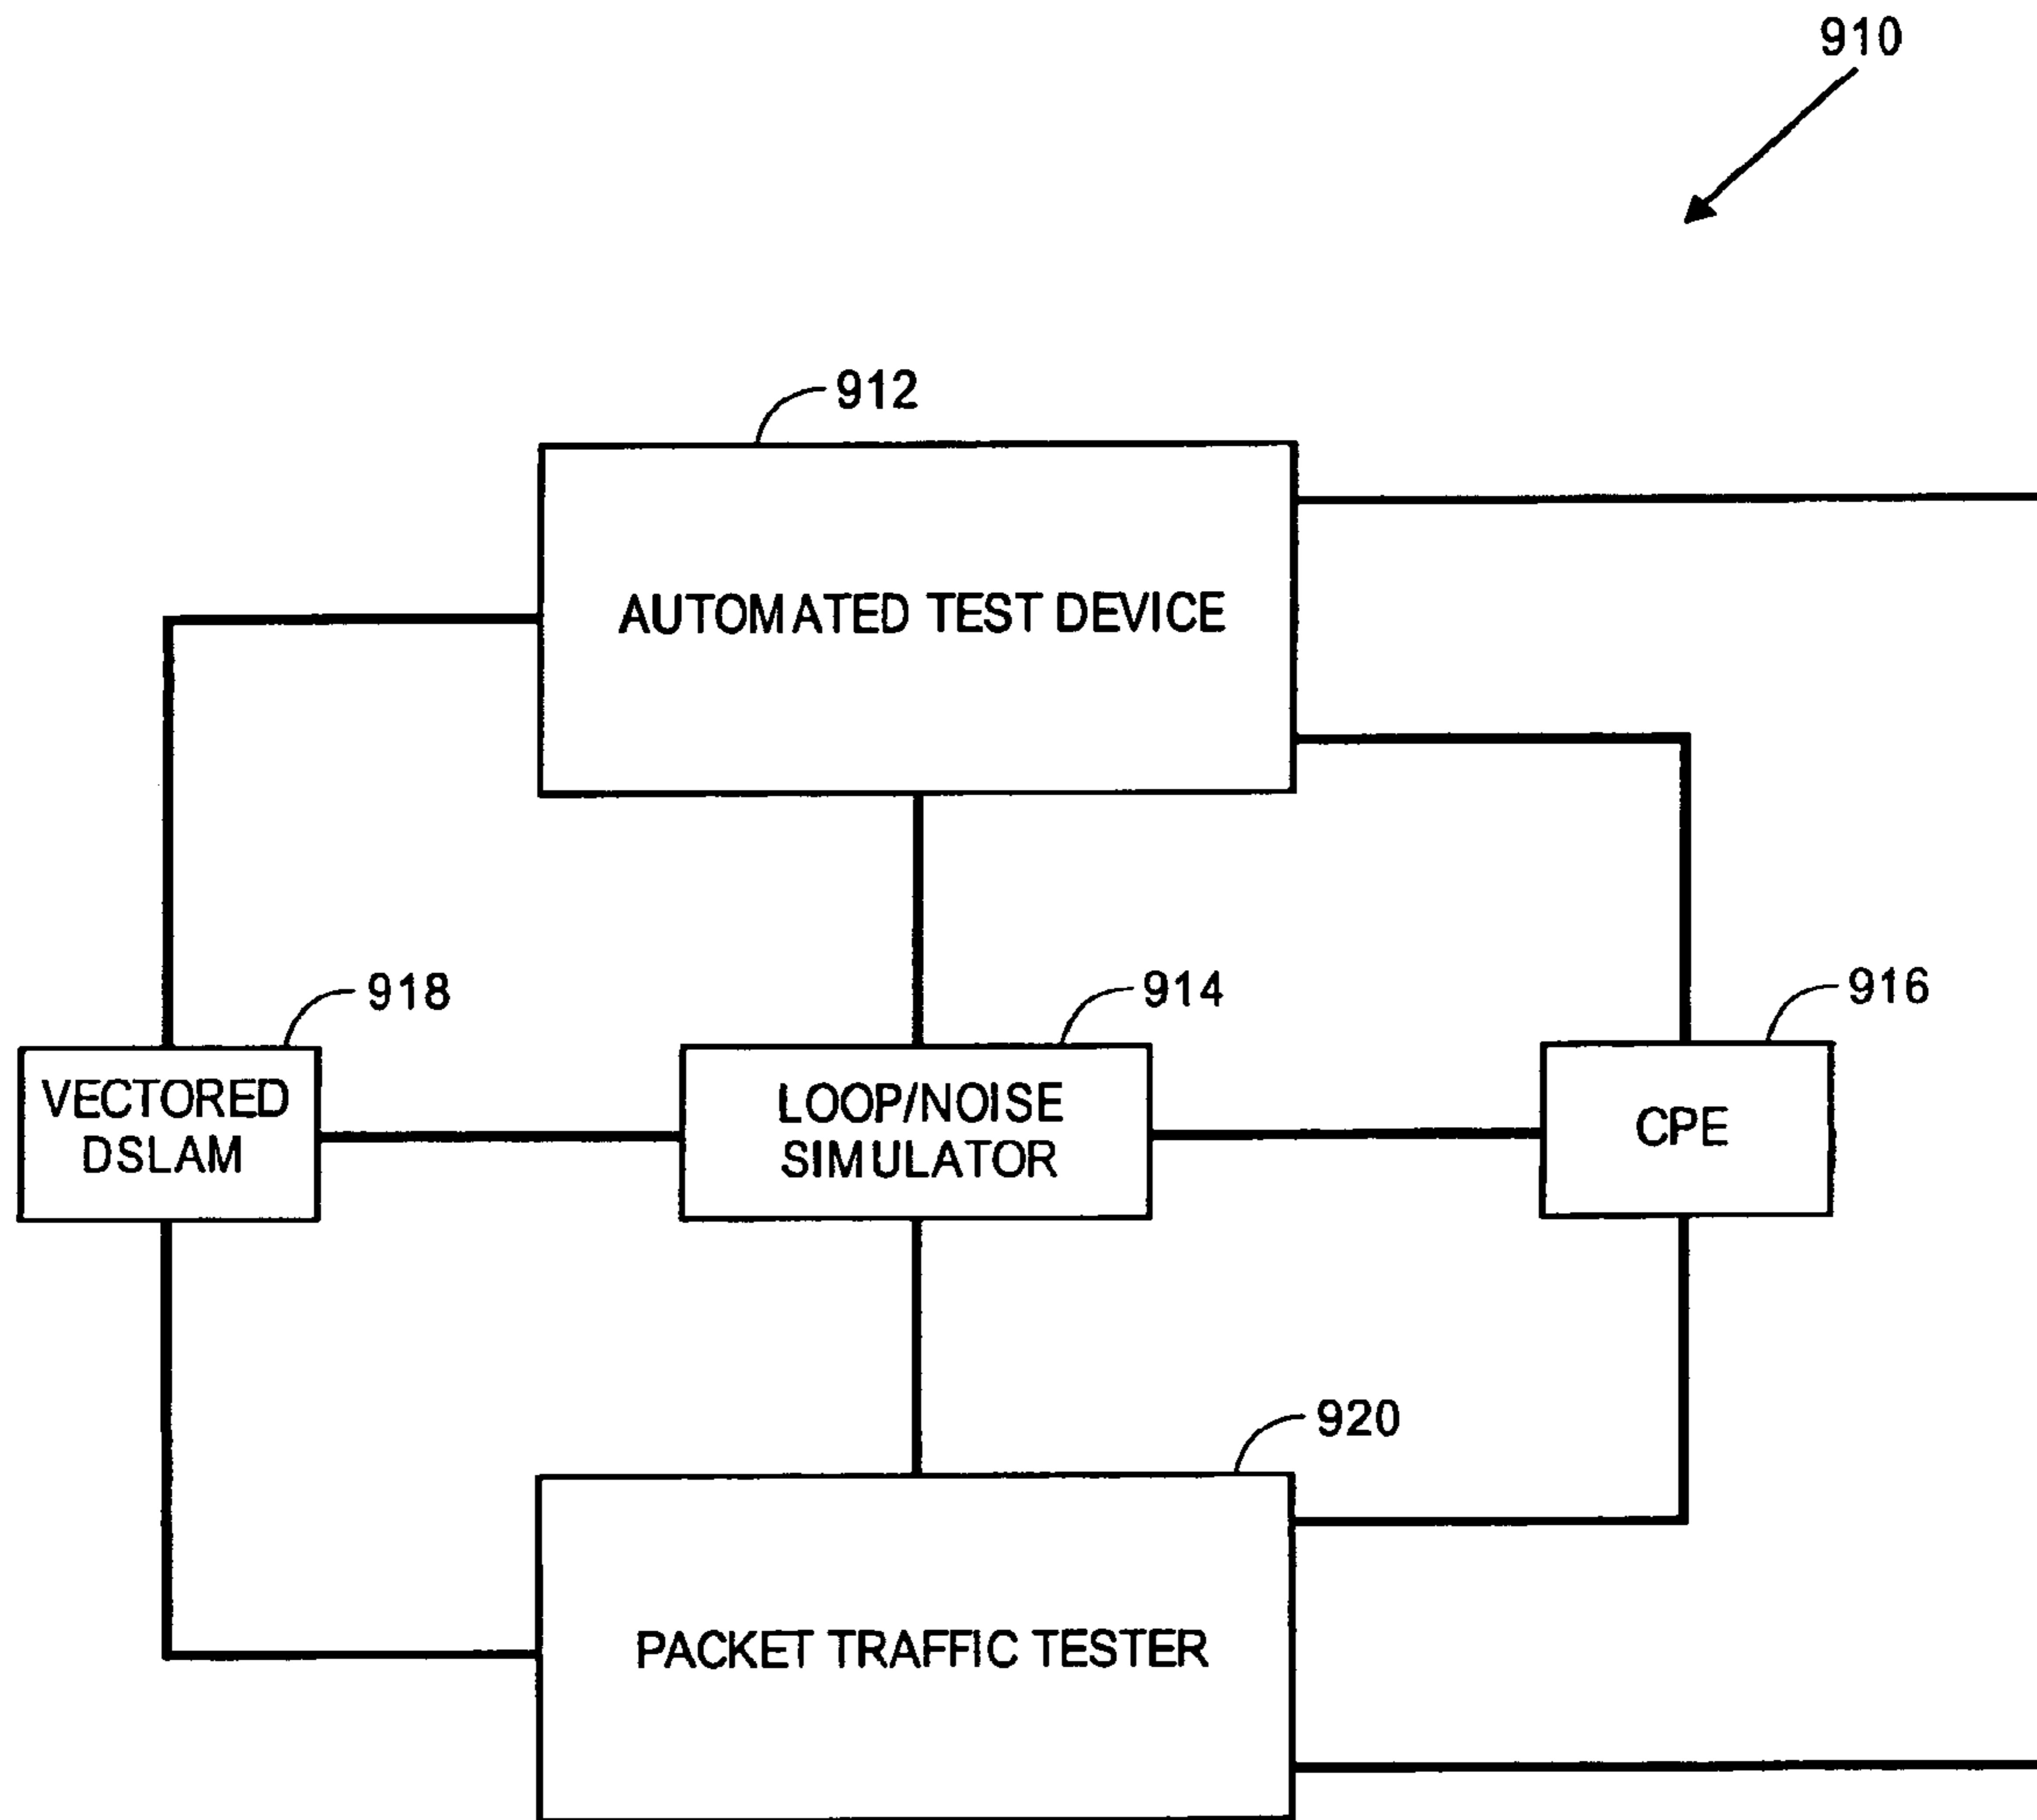 910
912
AUTOMATED TEST DEVICE
918
914
916
VECTORED
DSLAM
LOOP/NOISE
SIMULATOR
CPE
920
PACKET TRAFFIC TESTER